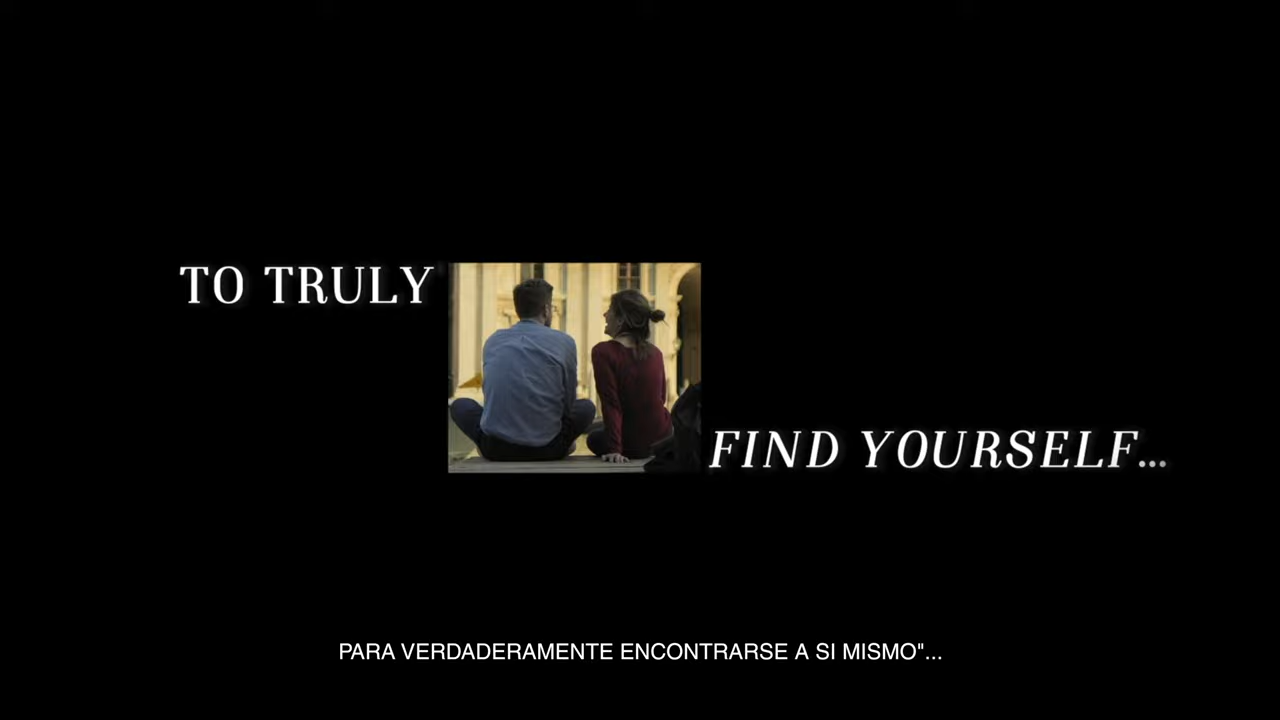 TO TRULY
FIND YOURSELF...
PARA VERDADERAMENTE ENCONTRARSE A SI MISMO"...